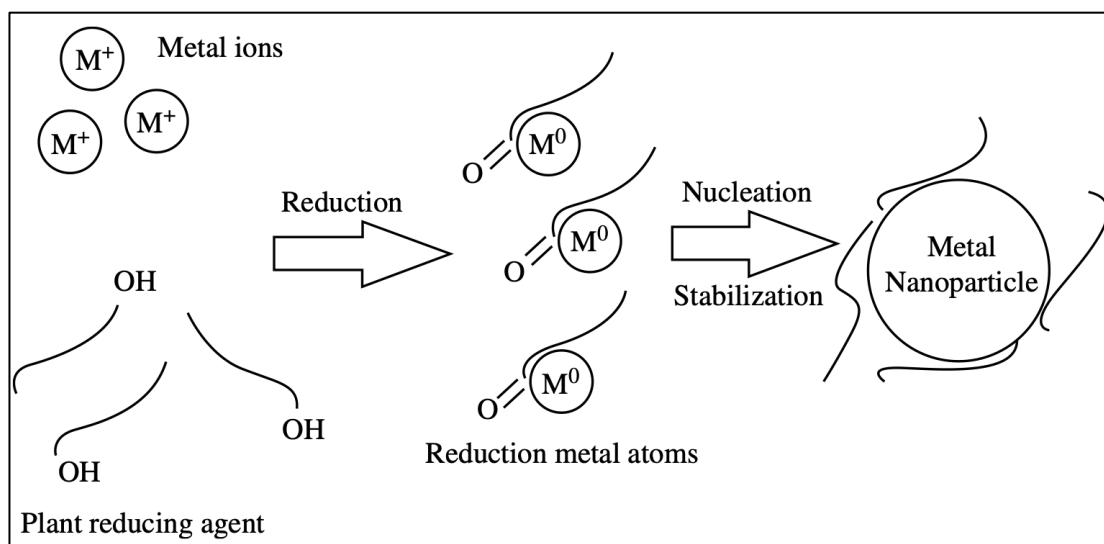 M+
Metal ions
M+
M+
OH
OH
OH
Plant reducing agent
Reduction
M0
O
M0
O
M0
O
Reduction metal atoms
Nucleation
Stabilization
Metal
Nanoparticle